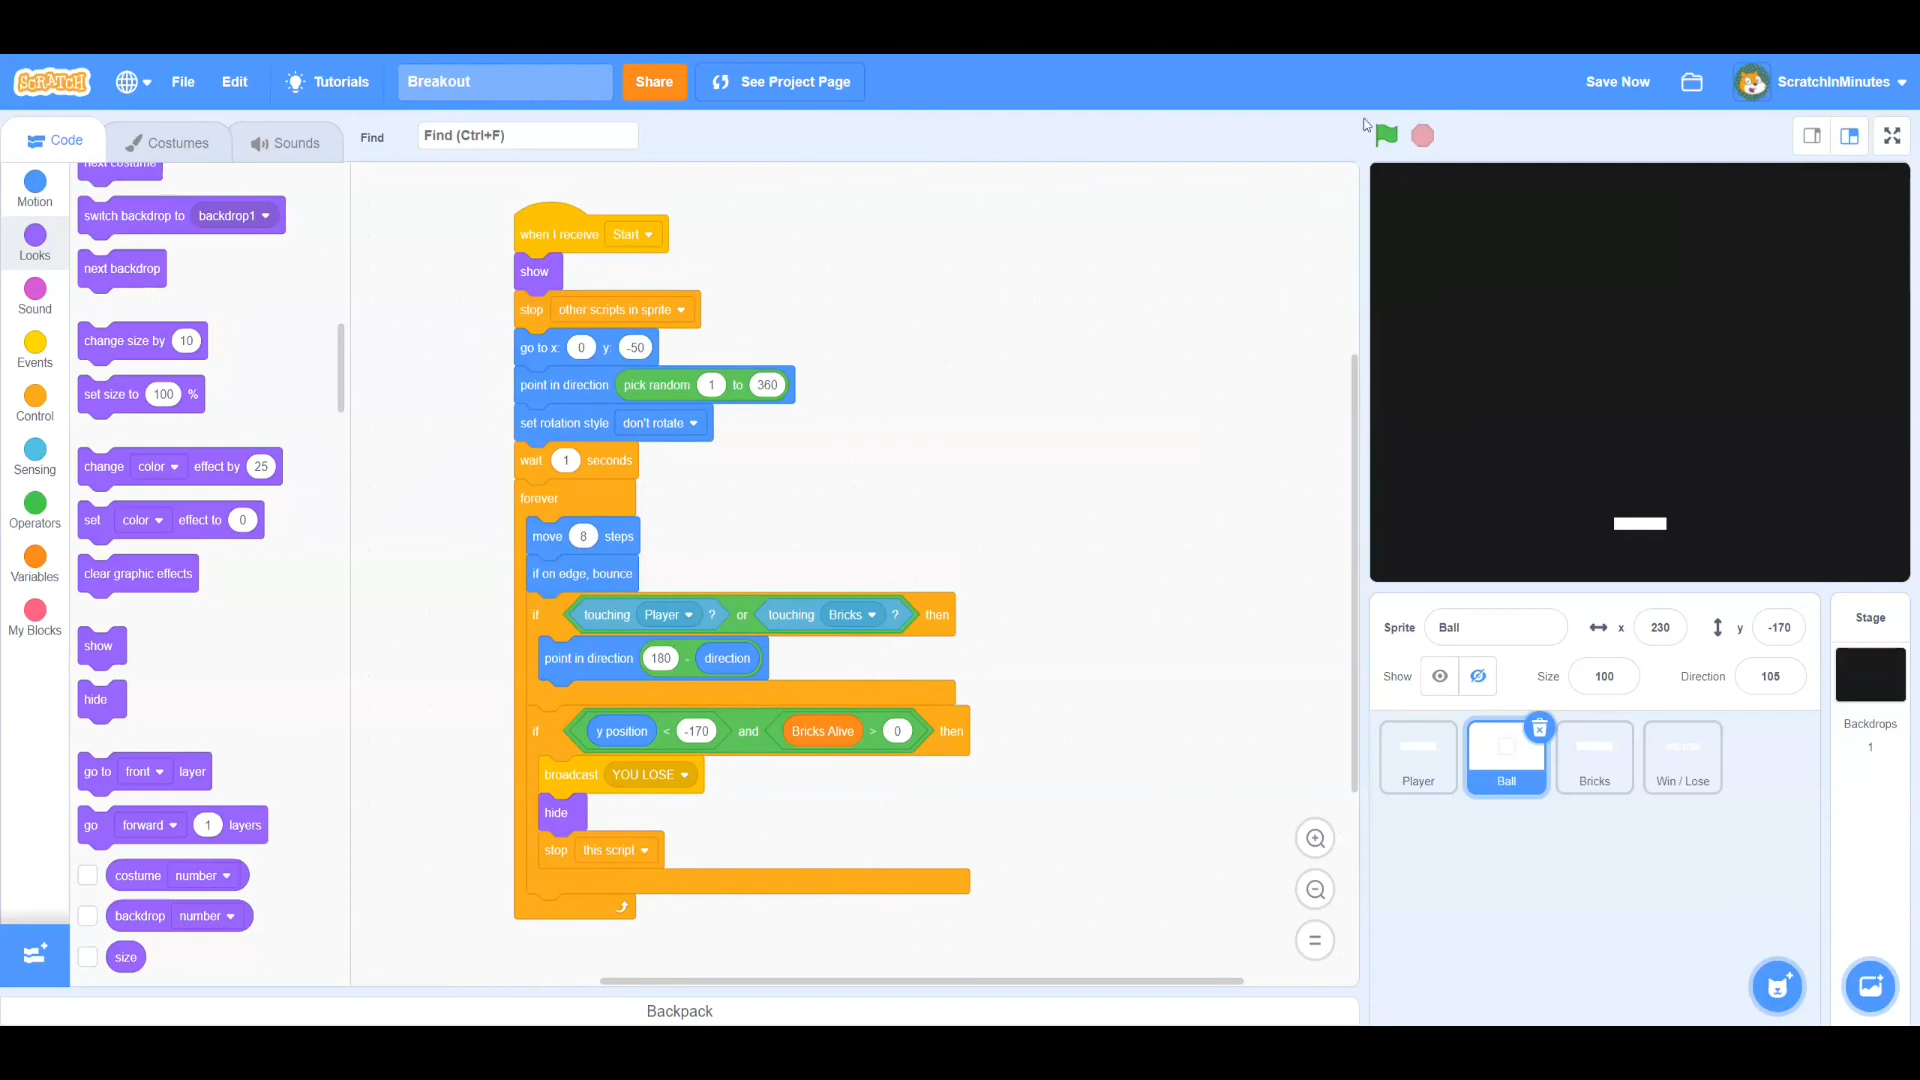 SCRATCH File Edit Tutorials Breakout Share See Project Page Save Now ScratchInMinutes
Code Costumes Sounds Find Find (Ctrl+F)
Motion
Looks
Sound
Events
Control
Sensing
Operators
Variables
My Blocks
next costume
switch backdrop to backdrop1
next backdrop
change size by 10
set size to 100 %
change color effect by 25
set color effect to 0
clear graphic effects
show
hide
go to front layer
go forward 1 layers
costume number
backdrop number
size
when I receive Start
show
stop other scripts in sprite
go to x: 0 y: -50
point in direction pick random 1 to 360
set rotation style don't rotate
wait 1 seconds
forever
move 8 steps
if on edge, bounce
if touching Player ? or touching Bricks ? then
point in direction 180 - direction
if y position < -170 and Bricks Alive > 0 then
broadcast YOU LOSE
hide
stop this script
Backpack
Sprite Ball x 230 y -170
Show Size 100 Direction 105
Player Ball Bricks Win / Lose
Stage
Backdrops
1